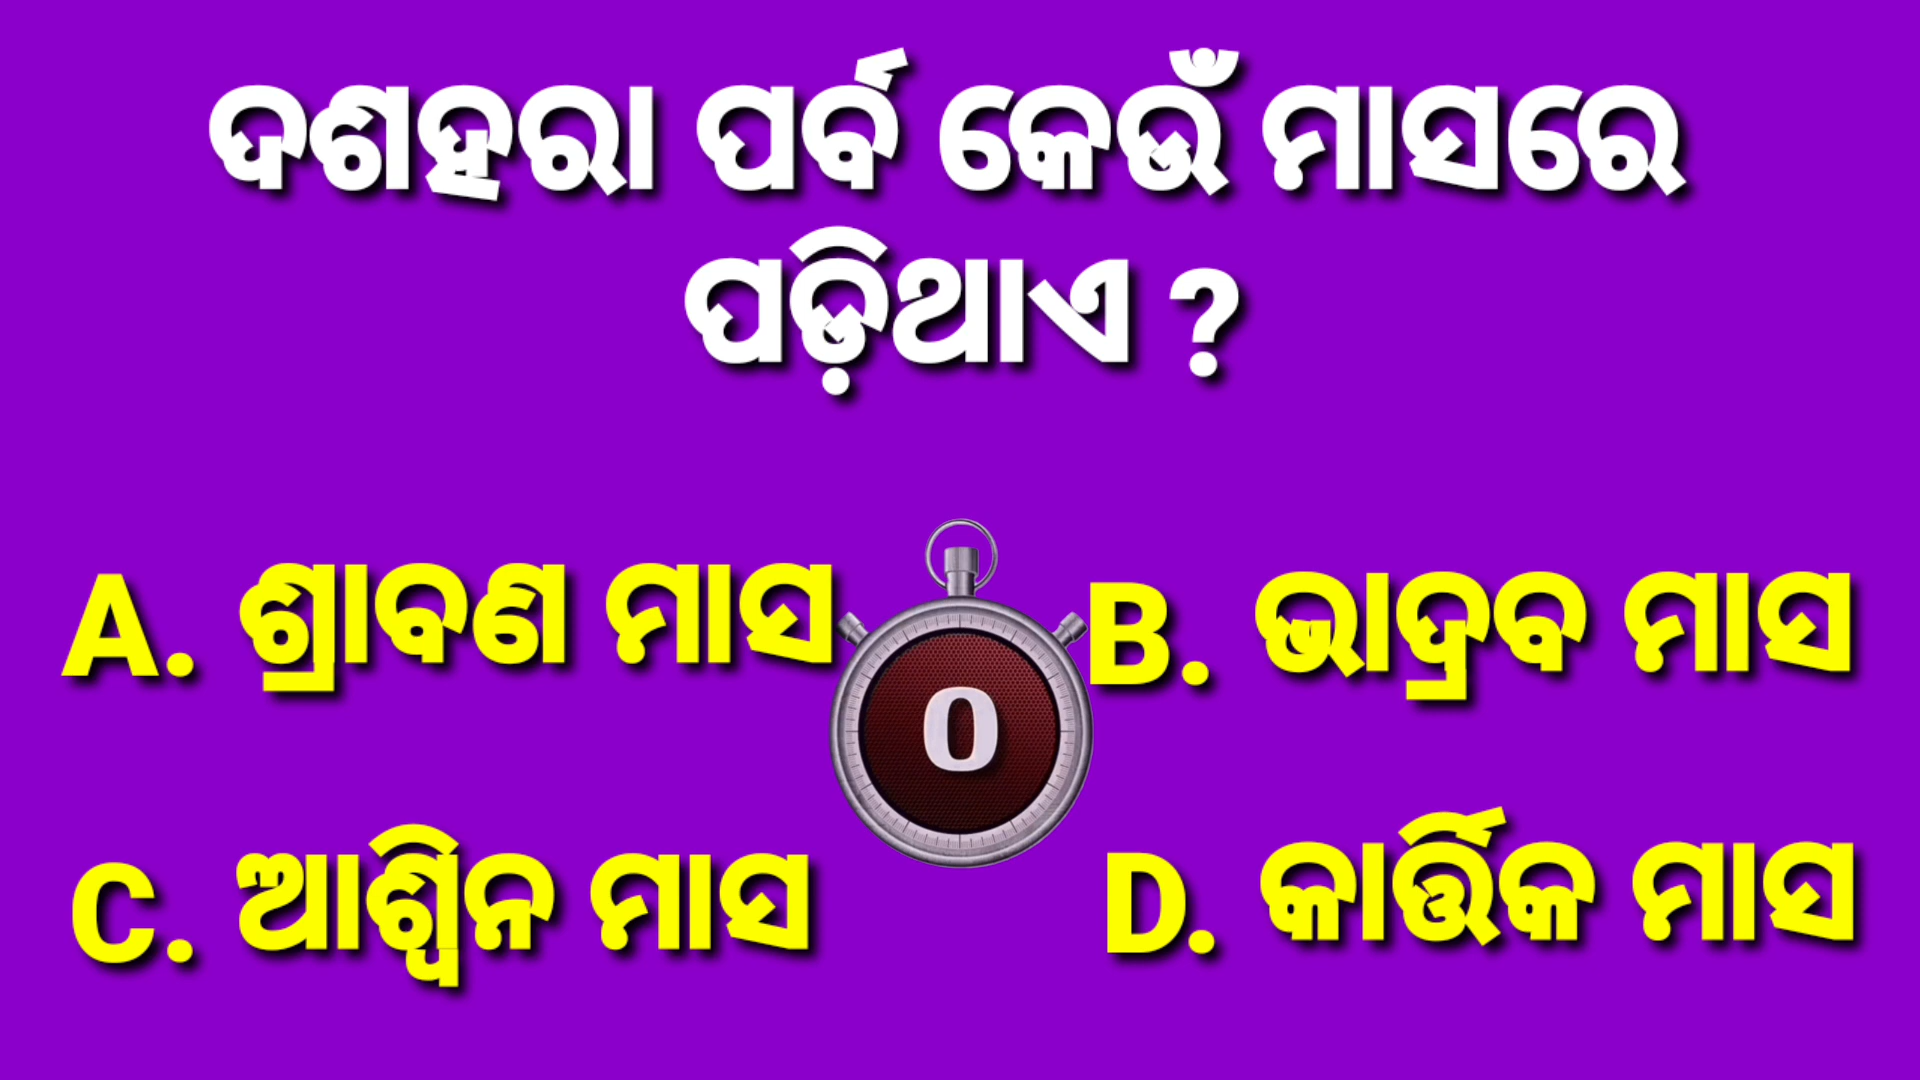 ଦଶହରା ପର୍ବ କେଉଁ ମାସରେ
ପଡ଼ିଥାଏ ?
A. ଶ୍ରାବଣ ମାସ
B. ଭାଦ୍ରବ ମାସ
0
C. ଆଶ୍ୱିନ ମାସ
D. କାର୍ତ୍ତିକ ମାସ